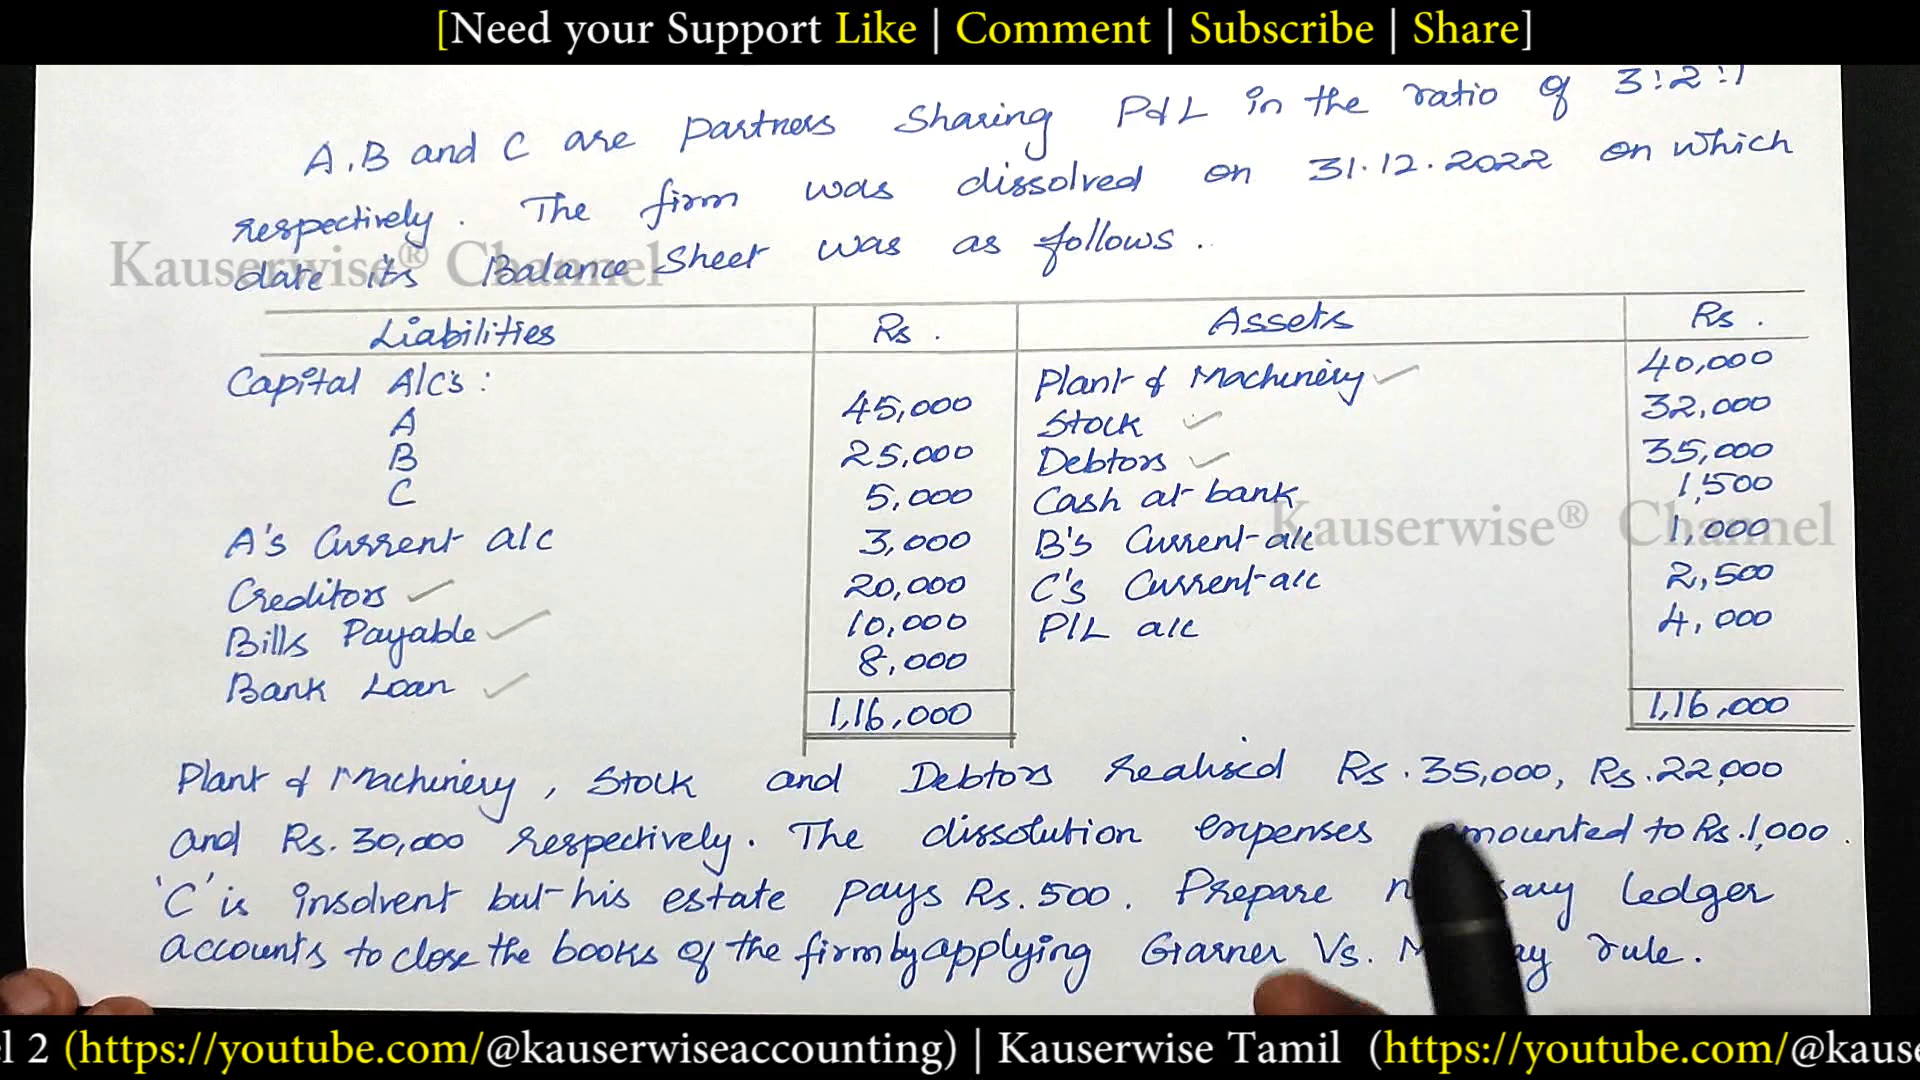 [Need your Support Like | Comment | Subscribe | Share]
A, B and C are partners sharing P&L in the ratio of 3:2:1
respectively. The firm was dissolved on 31.12.2022 on which
date its Balance Sheet was as follows.
Kauserwise® Channel
Liabilities Rs. Assets Rs.
Capital A/c's: Plant & Machinery 40,000
A 45,000 Stock 32,000
B 25,000 Debtors 35,000
C 5,000 Cash at bank 1,500
A's Current a/c 3,000 B's Current a/c 1,000
Kauserwise® Channel
Creditors 20,000 C's Current a/c 2,500
Bills Payable 10,000 P/L a/c 4,000
Bank Loan 8,000
1,16,000 1,16,000
Plant & Machinery, Stock and Debtors realised Rs.35,000, Rs.22,000
and Rs.30,000 respectively. The dissolution expenses amounted to Rs.1,000.
'C' is insolvent but his estate pays Rs.500. Prepare ledger
accounts to close the books of the firm by applying Garner Vs. rule.
l 2 (https://youtube.com/@kauserwiseaccounting) | Kauserwise Tamil (https://youtube.com/@kause